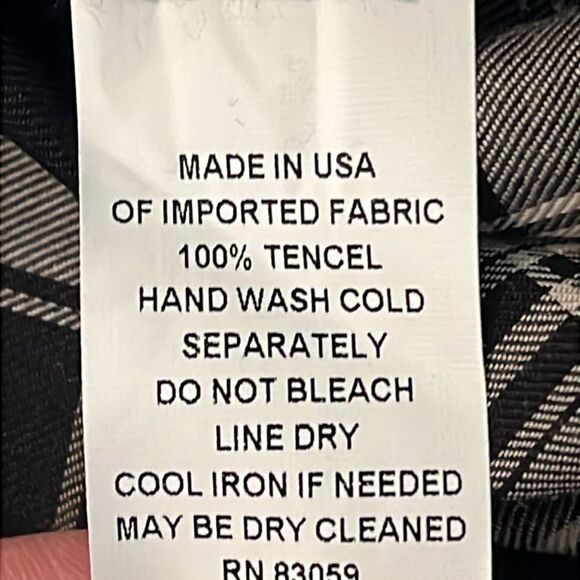 MADE IN USA
OF IMPORTED FABRIC
100% TENCEL
HAND WASH COLD
SEPARATELY
DO NOT BLEACH
LINE DRY
COOL IRON IF NEEDED
MAY BE DRY CLEANED
RN 83059